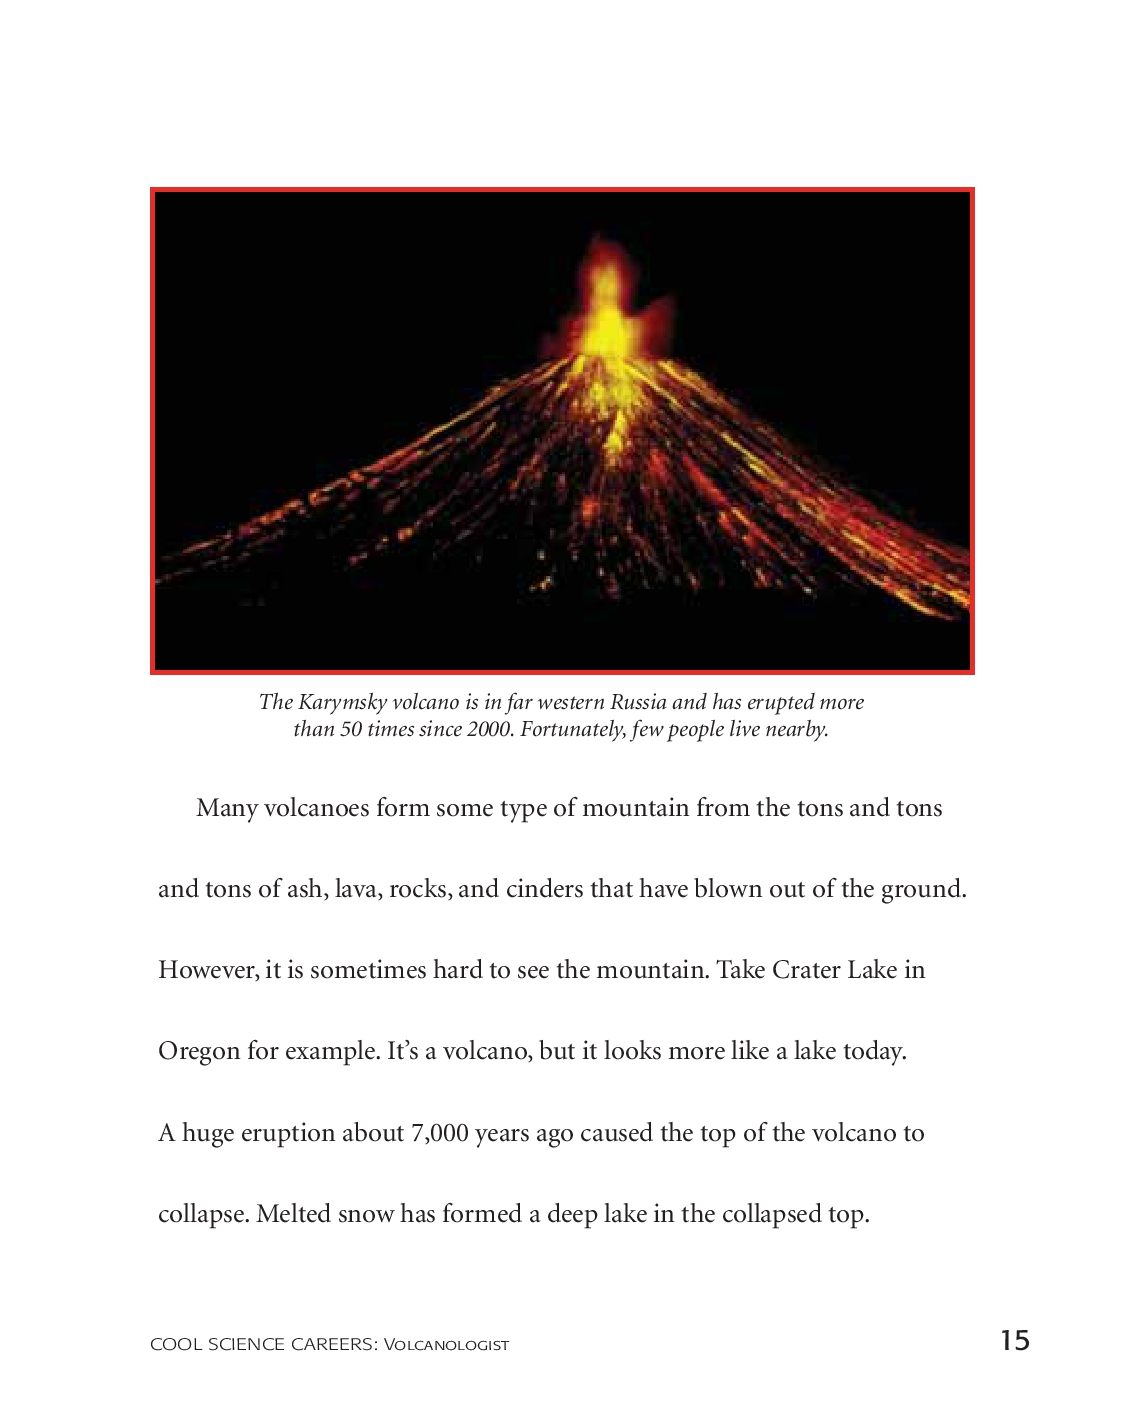 The Karymsky volcano is in far western Russia and has erupted more
than 50 times since 2000. Fortunately, few people live nearby.
Many volcanoes form some type of mountain from the tons and tons
and tons of ash, lava, rocks, and cinders that have blown out of the ground.
However, it is sometimes hard to see the mountain. Take Crater Lake in
Oregon for example. It’s a volcano, but it looks more like a lake today.
A huge eruption about 7,000 years ago caused the top of the volcano to
collapse. Melted snow has formed a deep lake in the collapsed top.
COOL SCIENCE CAREERS: VOLCANOLOGIST 15